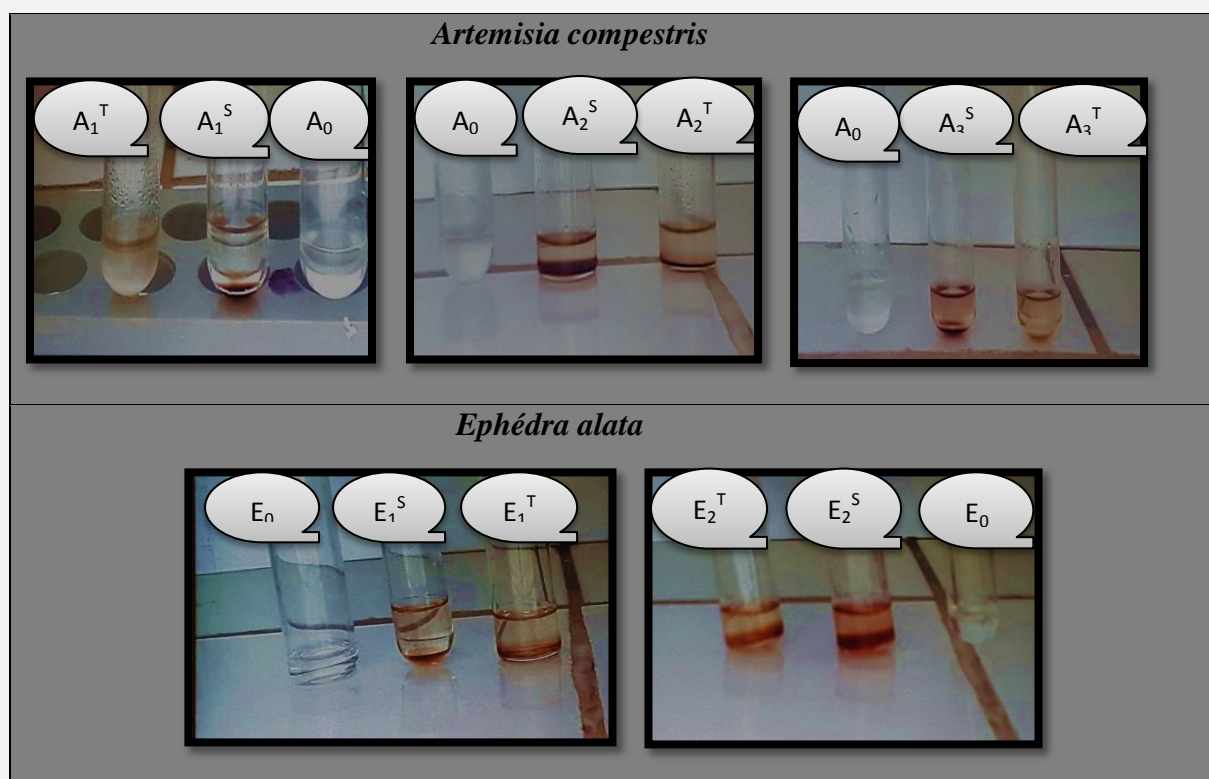 Artemisia compestris
A₁ᵀ A₁ˢ A₀
A₀ A₂ˢ A₂ᵀ
A₀ A₃ˢ A₃ᵀ
Ephédra alata
E₀ E₁ˢ E₁ᵀ
E₂ᵀ E₂ˢ E₀